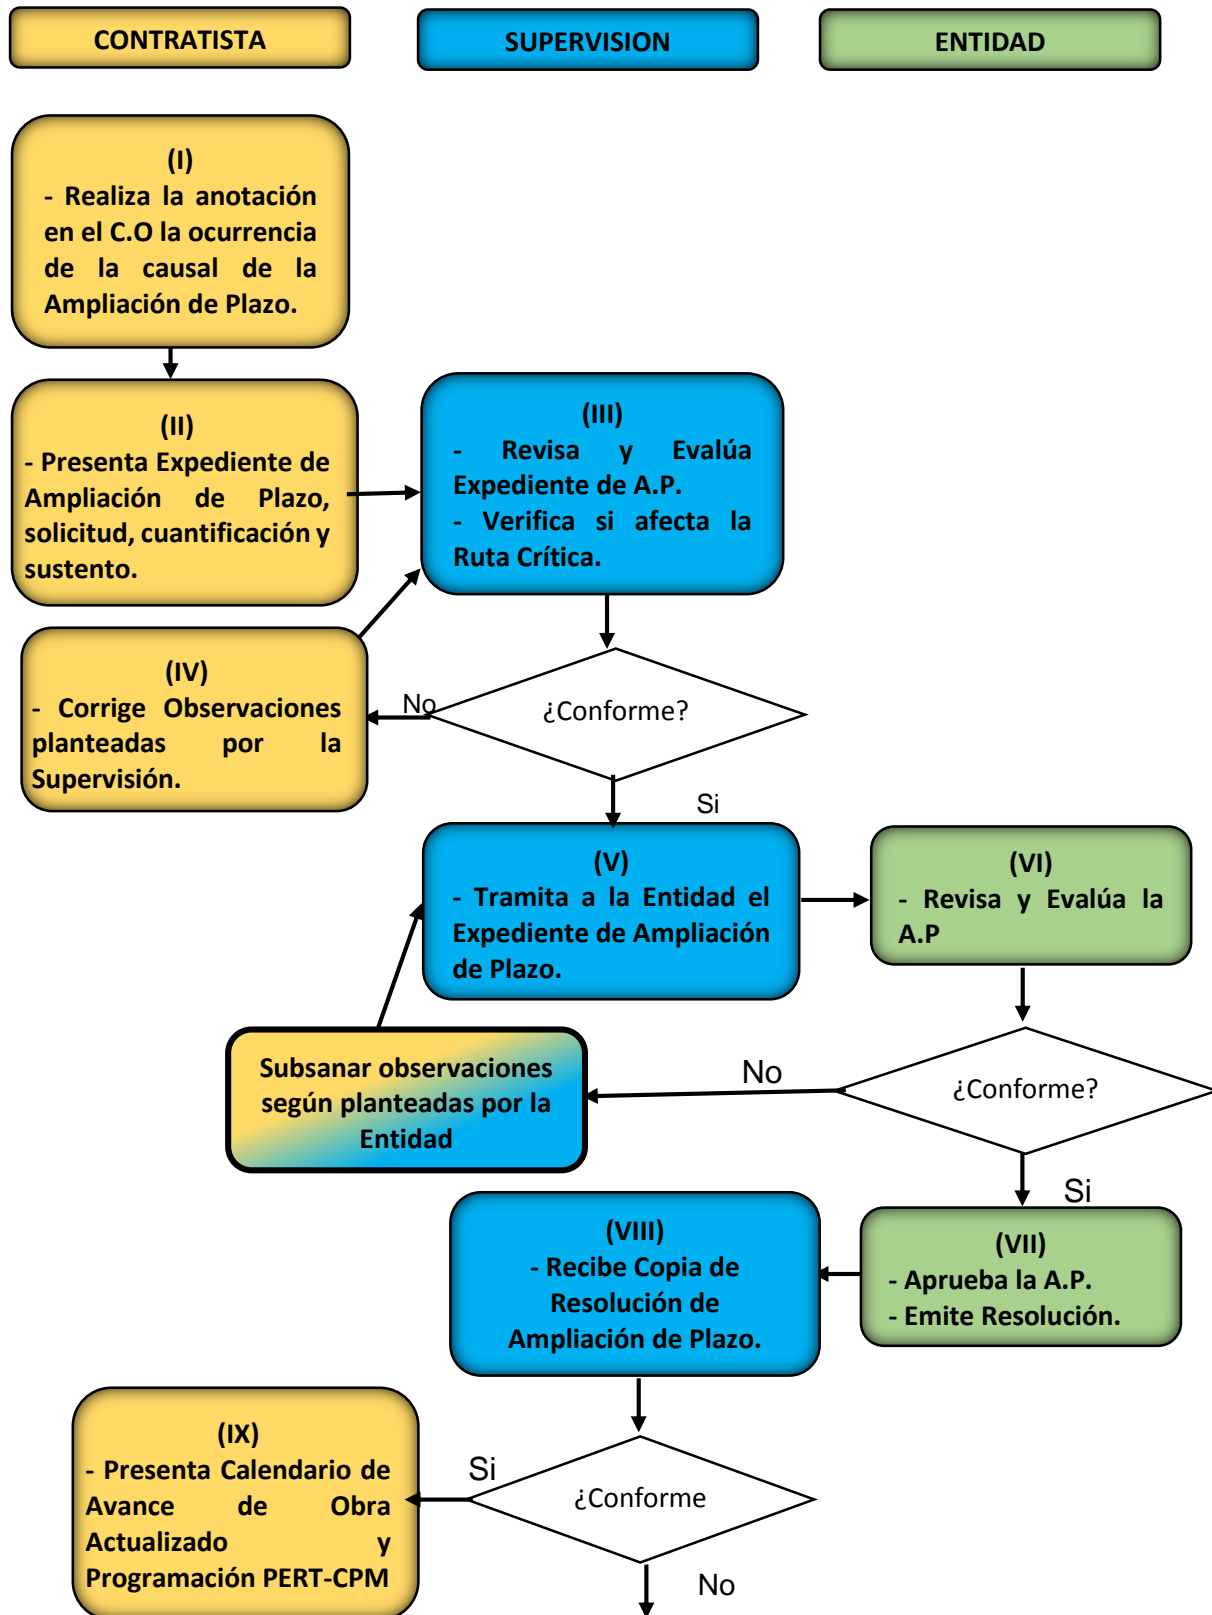 CONTRATISTA
SUPERVISION
ENTIDAD
(I)
- Realiza la anotación
en el C.O la ocurrencia
de la causal de la
Ampliación de Plazo.
(II)
- Presenta Expediente de
Ampliación de Plazo,
solicitud, cuantificación y
sustento.
(III)
- Revisa y Evalúa
Expediente de A.P.
- Verifica si afecta la
Ruta Crítica.
(IV)
- Corrige Observaciones
planteadas por la
Supervisión.
No
¿Conforme?
Si
(V)
- Tramita a la Entidad el
Expediente de Ampliación
de Plazo.
(VI)
- Revisa y Evalúa la
A.P
Subsanar observaciones
según planteadas por la
Entidad
No
¿Conforme?
Si
(VII)
- Aprueba la A.P.
- Emite Resolución.
(VIII)
- Recibe Copia de
Resolución de
Ampliación de Plazo.
(IX)
- Presenta Calendario de
Avance de Obra
Actualizado y
Programación PERT-CPM
Si
¿Conforme
No